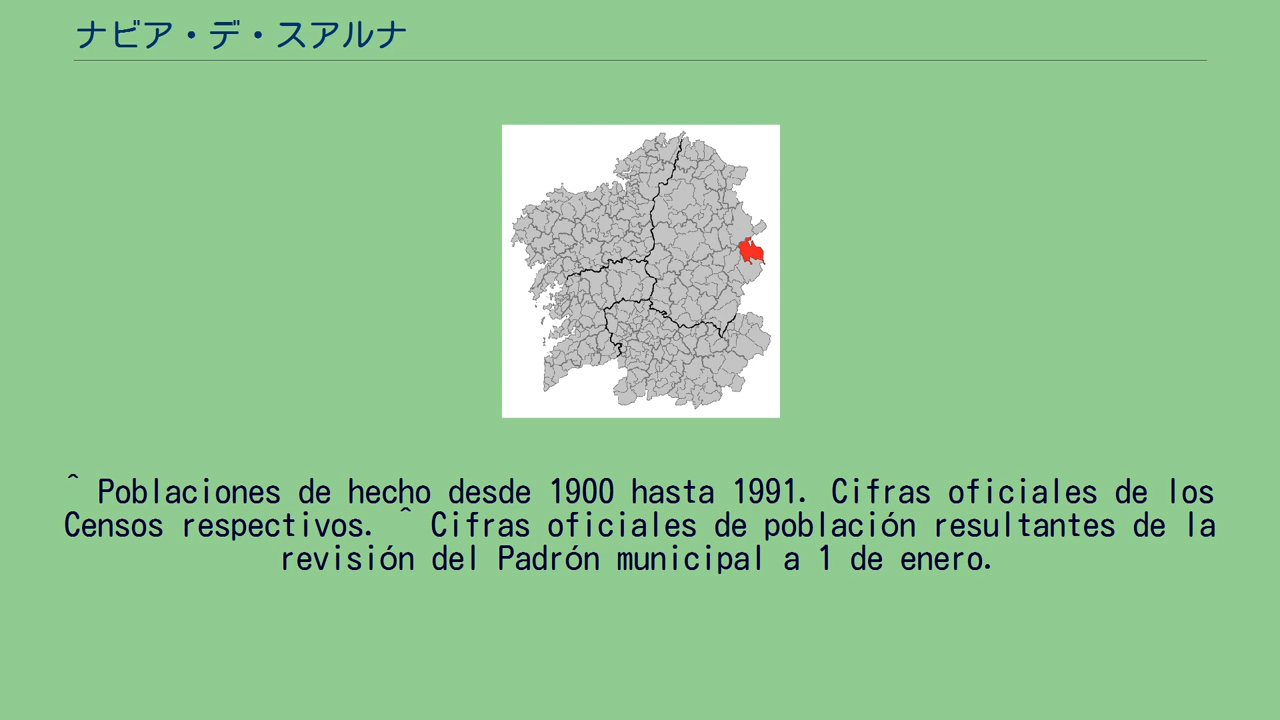 ナビア・デ・スアルナ
^ Poblaciones de hecho desde 1900 hasta 1991. Cifras oficiales de los
Censos respectivos. ^ Cifras oficiales de población resultantes de la
revisión del Padrón municipal a 1 de enero.